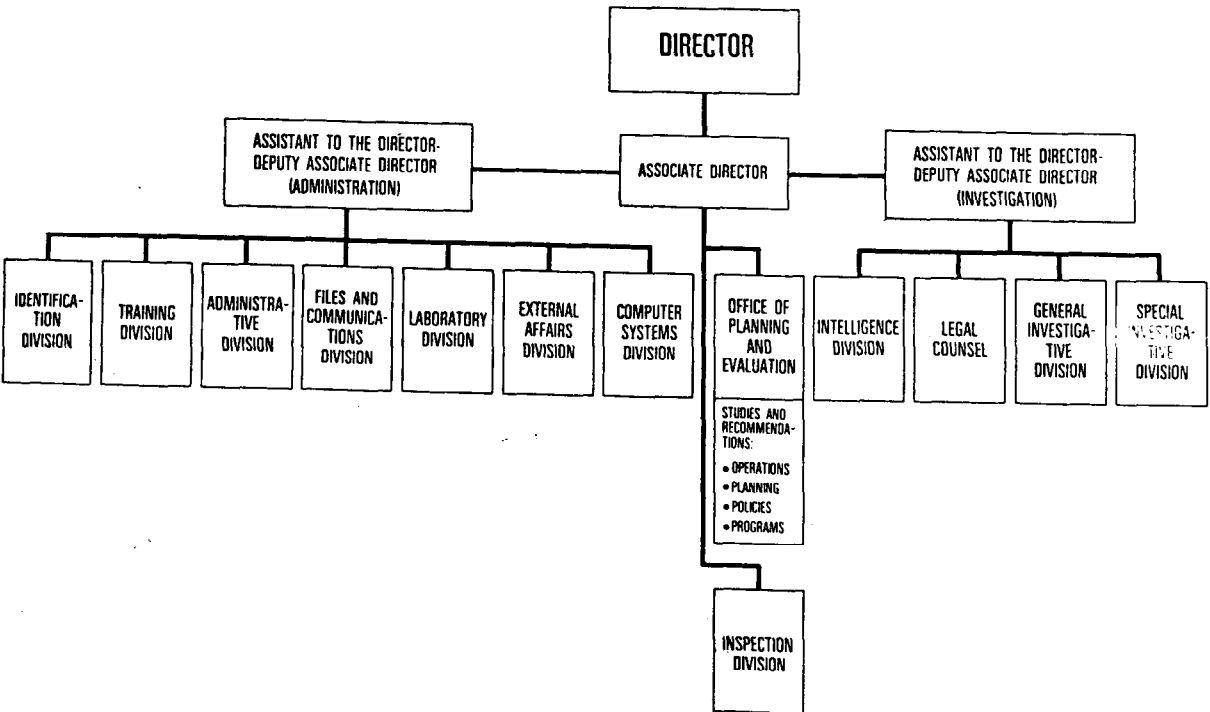 DIRECTOR
ASSISTANT TO THE DIRECTOR-
DEPUTY ASSOCIATE DIRECTOR
(ADMINISTRATION)
ASSOCIATE DIRECTOR
ASSISTANT TO THE DIRECTOR-
DEPUTY ASSOCIATE DIRECTOR
(INVESTIGATION)
IDENTIFICA-
TION
DIVISION
TRAINING
DIVISION
ADMINISTRA-
TIVE
DIVISION
FILES AND
COMMUNICA-
TIONS
DIVISION
LABORATORY
DIVISION
EXTERNAL
AFFAIRS
DIVISION
COMPUTER
SYSTEMS
DIVISION
OFFICE OF
PLANNING
AND
EVALUATION
STUDIES AND
RECOMMENDA-
TIONS:
• OPERATIONS
• PLANNING
• POLICIES
• PROGRAMS
INTELLIGENCE
DIVISION
LEGAL
COUNSEL
GENERAL
INVESTIGA-
TIVE
DIVISION
SPECIAL
INVESTIGA-
TIVE
DIVISION
INSPECTION
DIVISION